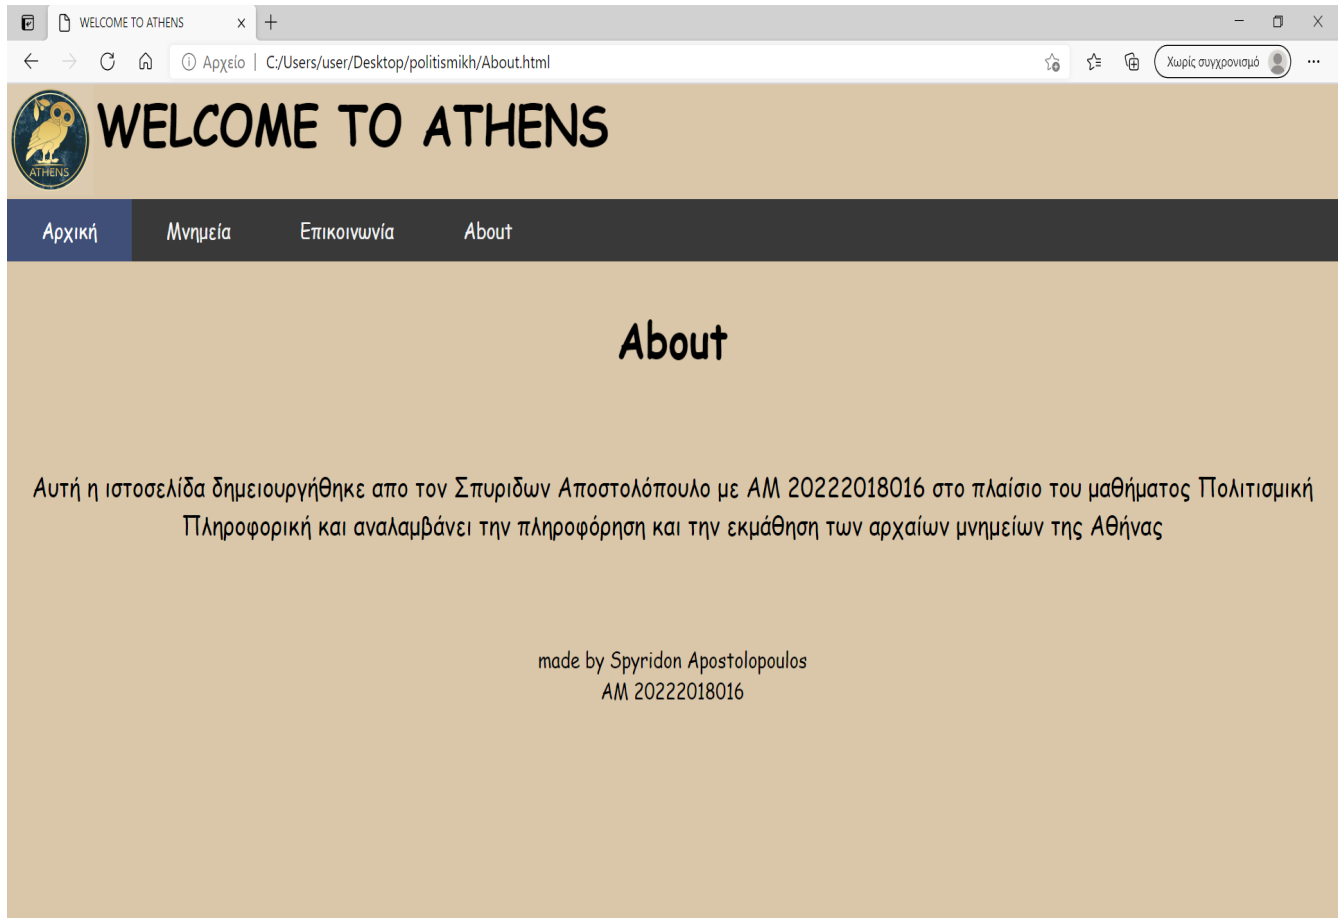 WELCOME TO ATHENS
Αρχείο | C:/Users/user/Desktop/politismikh/About.html
Χωρίς συγχρονισμό
ATHENS
WELCOME TO ATHENS
Αρχική Μνημεία Επικοινωνία About
About
Αυτή η ιστοσελίδα δημειουργήθηκε απο τον Σπυριδων Αποστολόπουλο με ΑΜ 20222018016 στο πλαίσιο του μαθήματος Πολιτισμική
Πληροφορική και αναλαμβάνει την πληροφόρηση και την εκμάθηση των αρχαίων μνημείων της Αθήνας
made by Spyridon Apostolopoulos
AM 20222018016